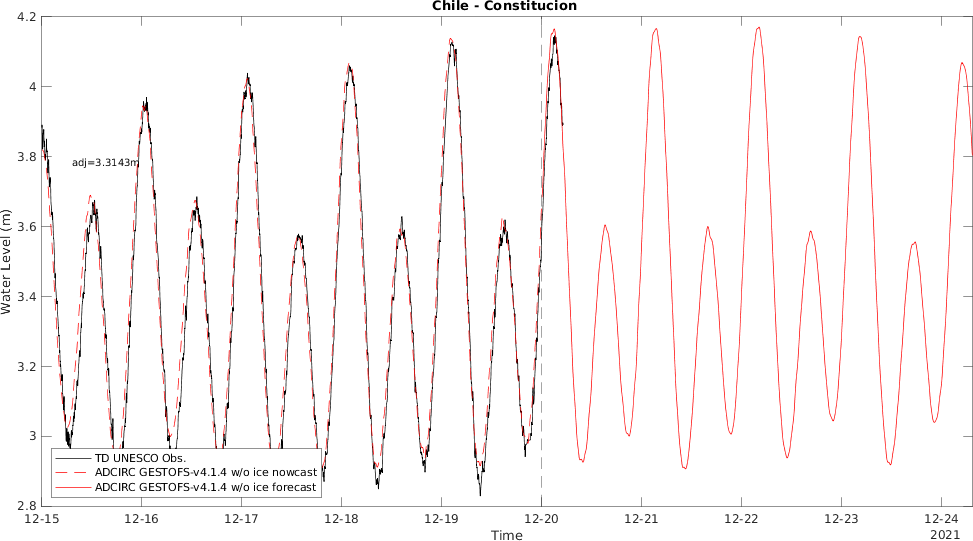 Chile - Constitucion
4.2
4
3.8
3.6
3.4
3.2
3
2.8
Water Level (m)
adj=3.3143m
TD UNESCO Obs.
ADCIRC GESTOFS-v4.1.4 w/o ice nowcast
ADCIRC GESTOFS-v4.1.4 w/o ice forecast
12-15 12-16 12-17 12-18 12-19 12-20 12-21 12-22 12-23 12-24
2021
Time